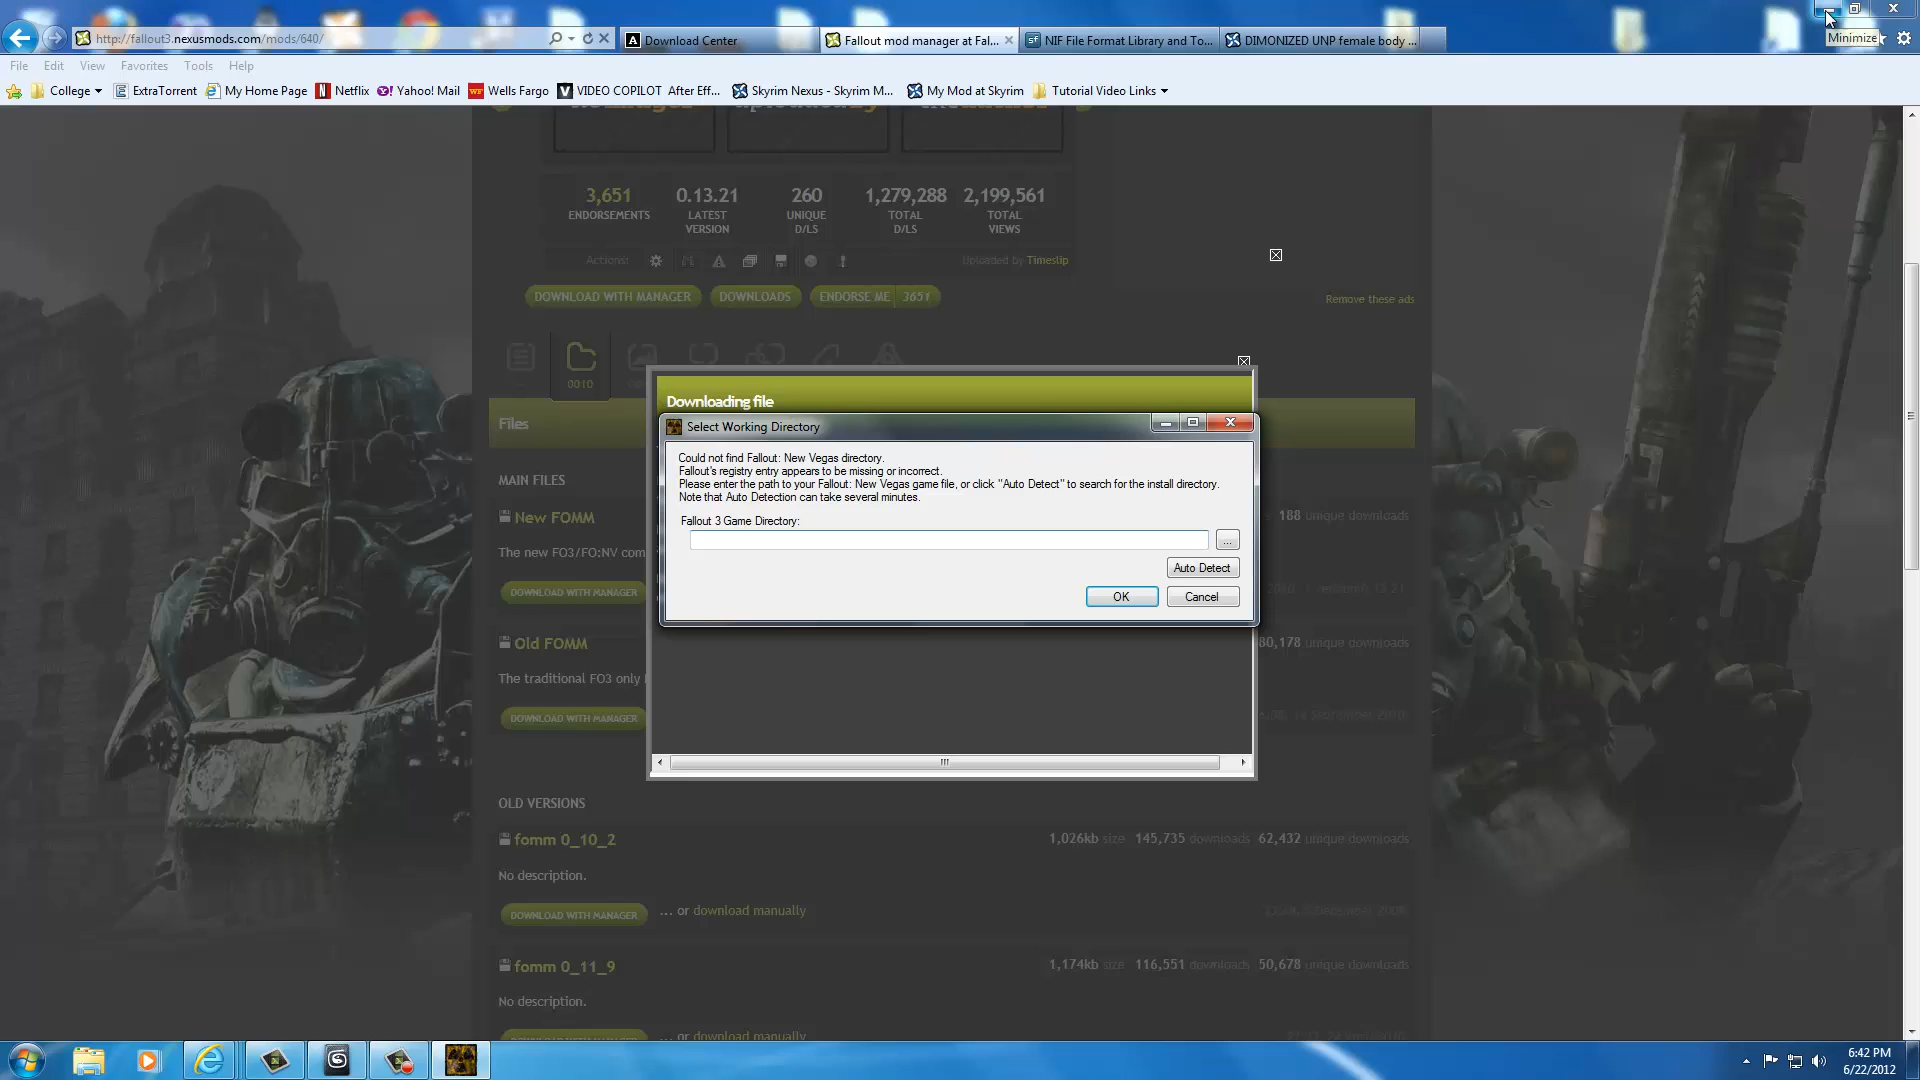 Minimize
http://fallout3.nexusmods.com/mods/640/
Download Center
Fallout mod manager at Fal...
NIF File Format Library and To...
DIMONIZED UNP female body ...
File Edit View Favorites Tools Help
College
ExtraTorrent
My Home Page
Netflix
Yahoo! Mail
Wells Fargo
VIDEO COPILOT After Eff...
Skyrim Nexus - Skyrim M...
My Mod at Skyrim
Tutorial Video Links
3,651 0.13.21 260 1,279,288 2,199,561
ENDORSEMENTS LATEST UNIQUE TOTAL TOTAL
VERSION D/LS D/LS VIEWS
Actions:
Uploaded by Timeslip
DOWNLOAD WITH MANAGER DOWNLOADS ENDORSE ME 3651
Remove these ads
0010
Downloading file
Files
Select Working Directory
Could not find Fallout: New Vegas directory.
Fallout's registry entry appears to be missing or incorrect.
Please enter the path to your Fallout: New Vegas game file, or click "Auto Detect" to search for the install directory.
Note that Auto Detection can take several minutes.
Fallout 3 Game Directory:
...
Auto Detect
OK
Cancel
MAIN FILES
New FOMM
188 unique downloads
The new FO3/FO:NV com
DOWNLOAD WITH MANAGER
Old FOMM
80,178 unique downloads
The traditional FO3 only
DOWNLOAD WITH MANAGER
OLD VERSIONS
fomm 0_10_2
1,026kb size 145,735 downloads 62,432 unique downloads
No description.
DOWNLOAD WITH MANAGER ... or download manually
fomm 0_11_9
1,174kb size 116,551 downloads 50,678 unique downloads
No description.
... or download manually
6:42 PM
6/22/2012